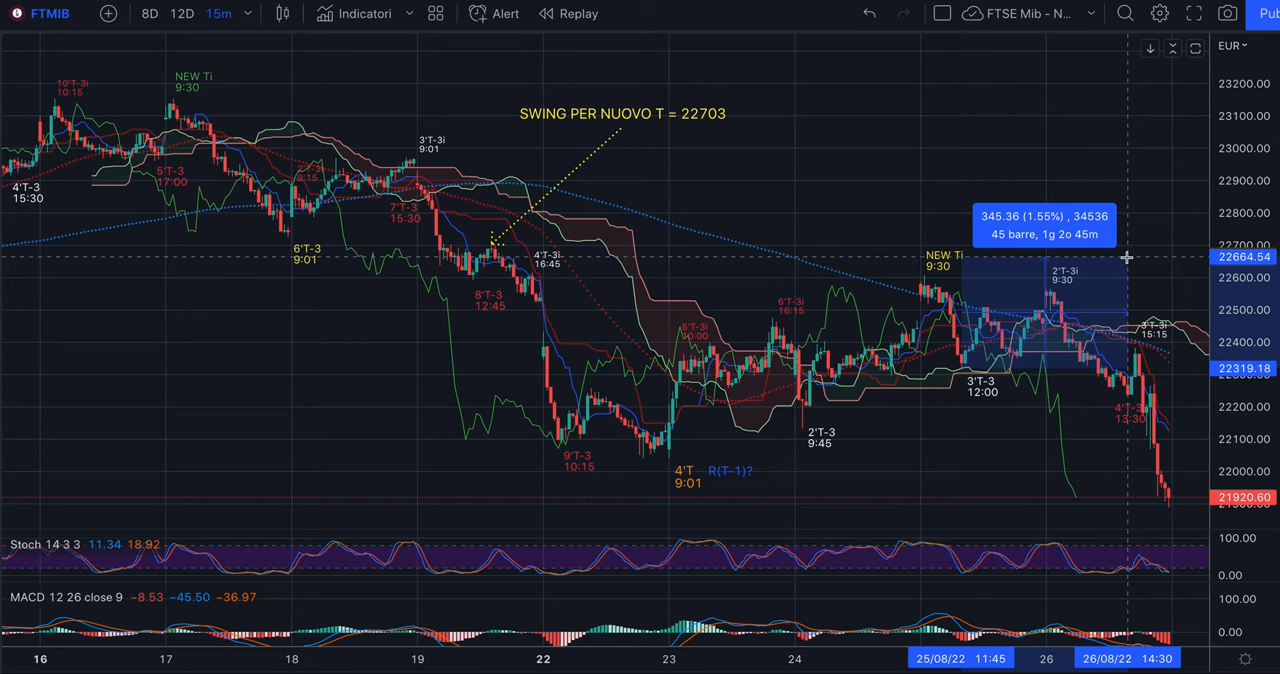 FTMIB 8D 12D 15m Indicatori Alert Replay FTSE Mib - N... Pub
EUR
23200.00
23100.00
23000.00
22900.00
22800.00
22700.00
22664.54
22600.00
22500.00
22400.00
22319.18
22200.00
22100.00
22000.00
21920.60
10'T-3i
10:15
NEW Ti
9:30
SWING PER NUOVO T = 22703
3'T-3i
9:01
4'T-3
15:30
5'T-3
17:00
2'T-3i
9:15
7'T-3
15:30
6'T-3
9:01
4'T-3i
16:45
8'T-3
12:45
345.36 (1.55%) , 34536
45 barre, 1g 2o 45m
NEW Ti
9:30
2'T-3i
9:30
6'T-3i
16:15
5'T-3i
10:00
3'T-3i
15:15
3'T-3
12:00
4'T-3
13:30
2'T-3
9:45
9'T-3
10:15
4'T R(T-1)?
9:01
Stoch 14 3 3 11.34 18.92
100.00
0.00
MACD 12 26 close 9 −8.53 −45.50 −36.97
100.00
0.00
16 17 18 19 22 23 24 25/08/22 11:45 26 26/08/22 14:30